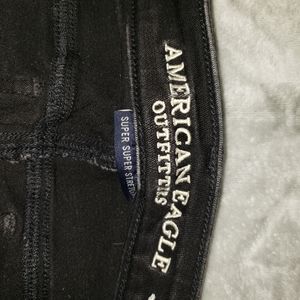 AMERICAN EAGLE
OUTFITTERS
SUPER SUPER STRETCH